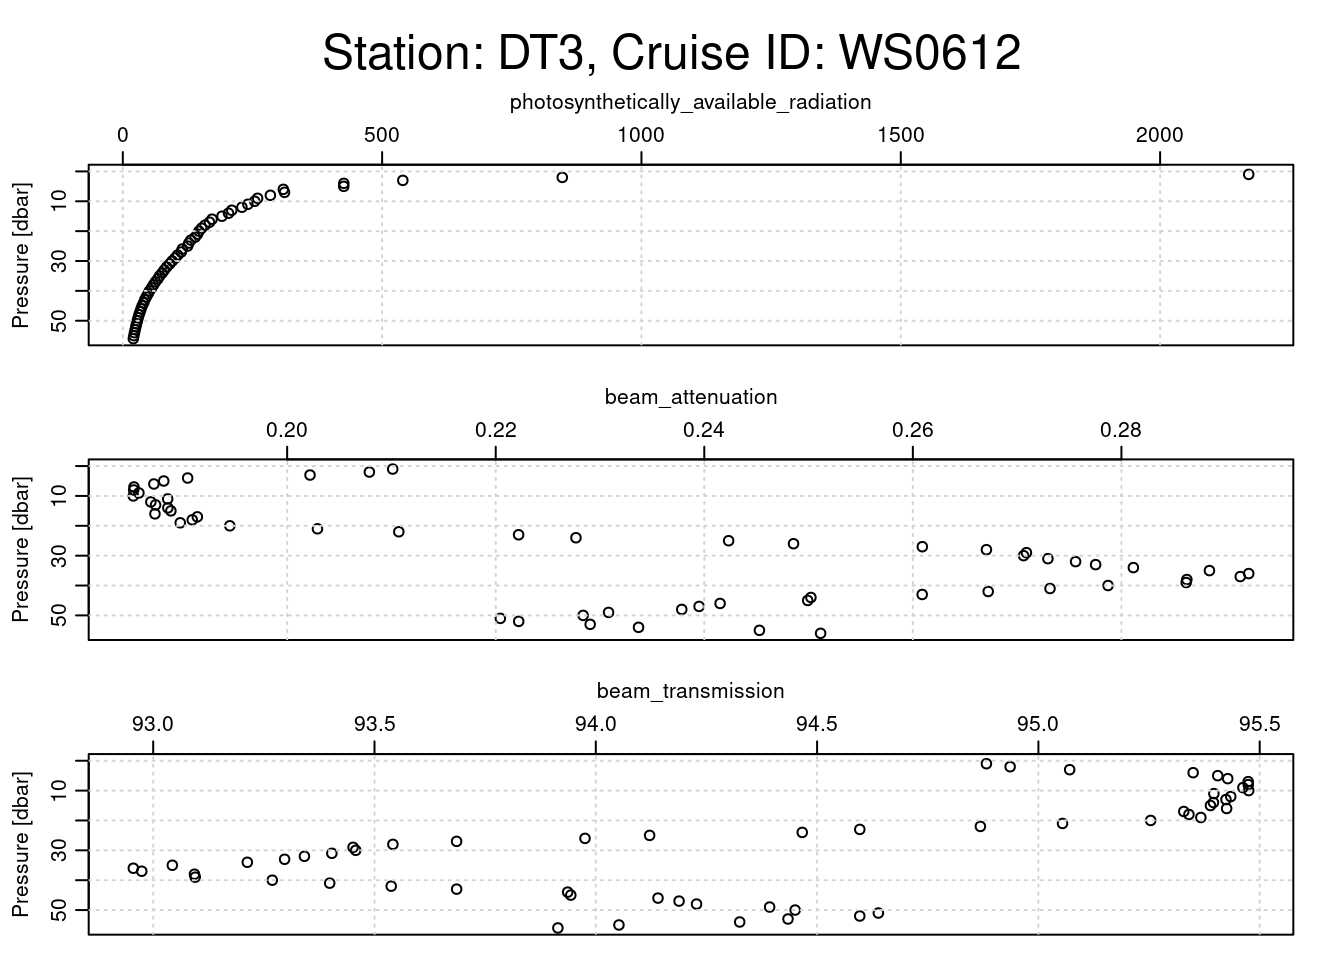 Station: DT3, Cruise ID: WS0612
photosynthetically_available_radiation
0 500 1000 1500 2000
Pressure [dbar]
10
30
50
beam_attenuation
0.20 0.22 0.24 0.26 0.28
Pressure [dbar]
10
30
50
beam_transmission
93.0 93.5 94.0 94.5 95.0 95.5
Pressure [dbar]
10
30
50